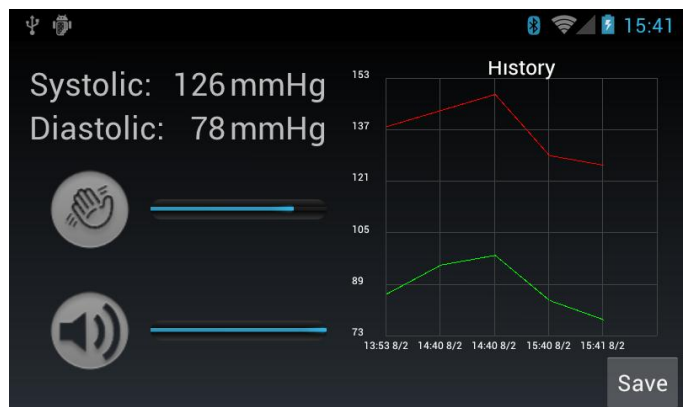 15:41
Systolic: 126 mmHg
Diastolic: 78 mmHg
History
153
137
121
105
89
73
13:53 8/2 14:40 8/2 14:40 8/2 15:40 8/2 15:41 8/2
Save